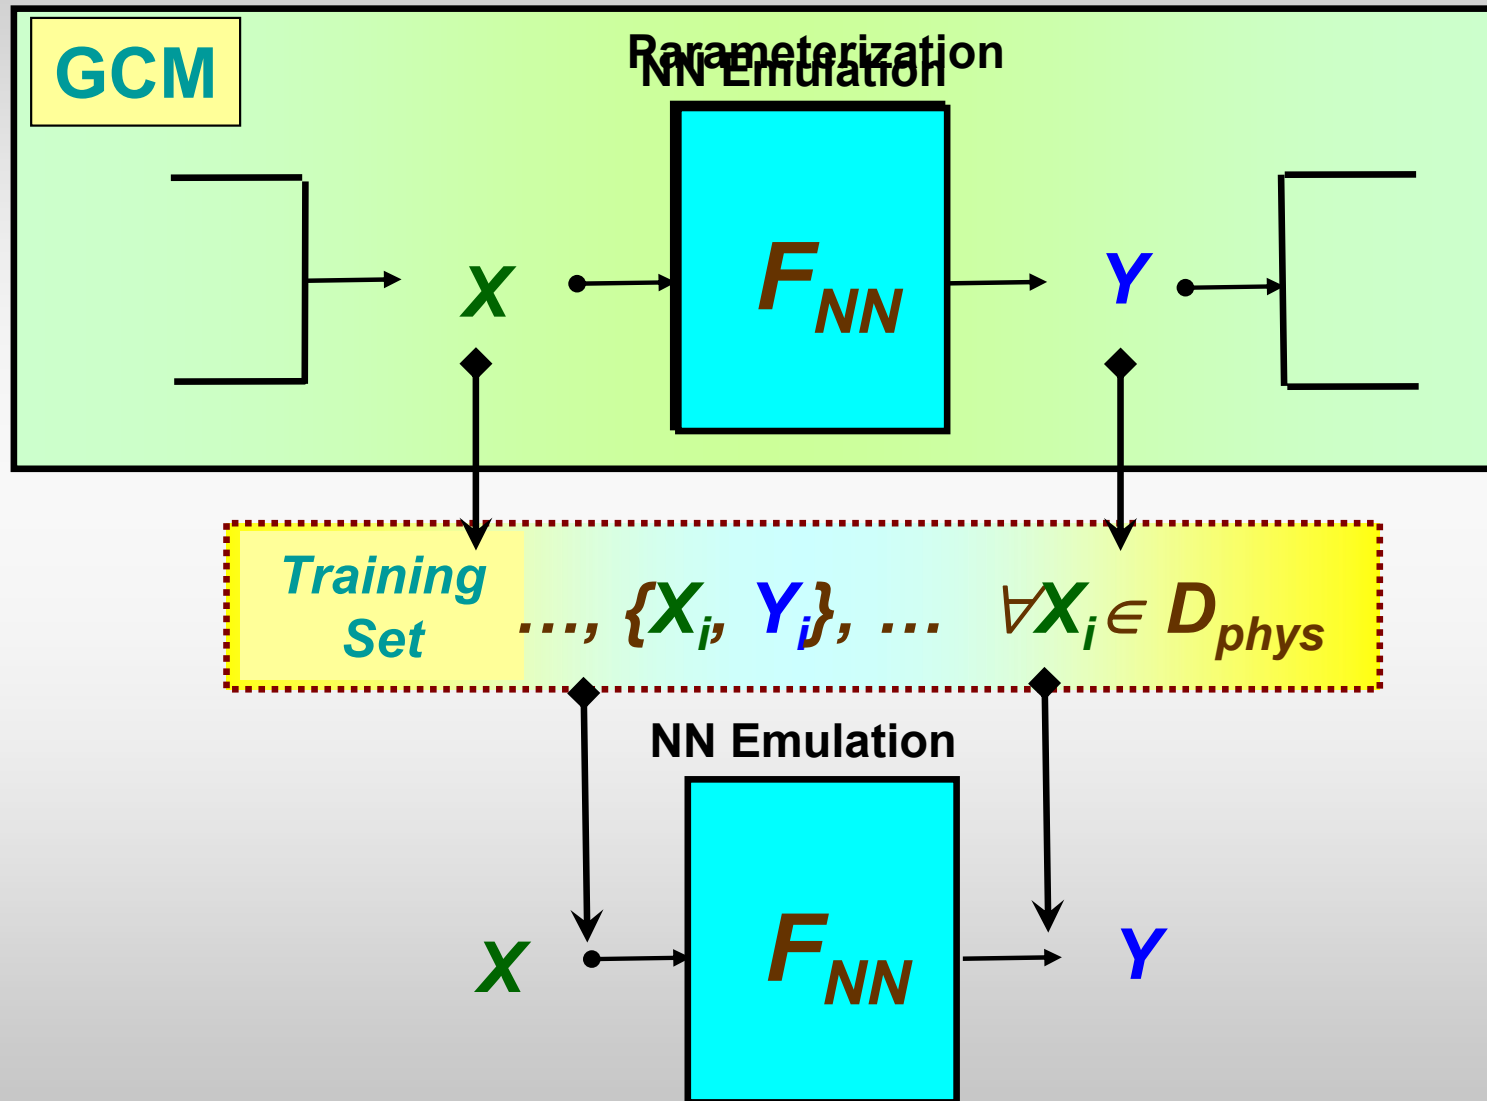 GCM
Parameterization
NN Emulation
X F_NN Y
Training
Set
..., {X_i, Y_i}, ... ∀X_i ∈ D_phys
NN Emulation
X F_NN Y